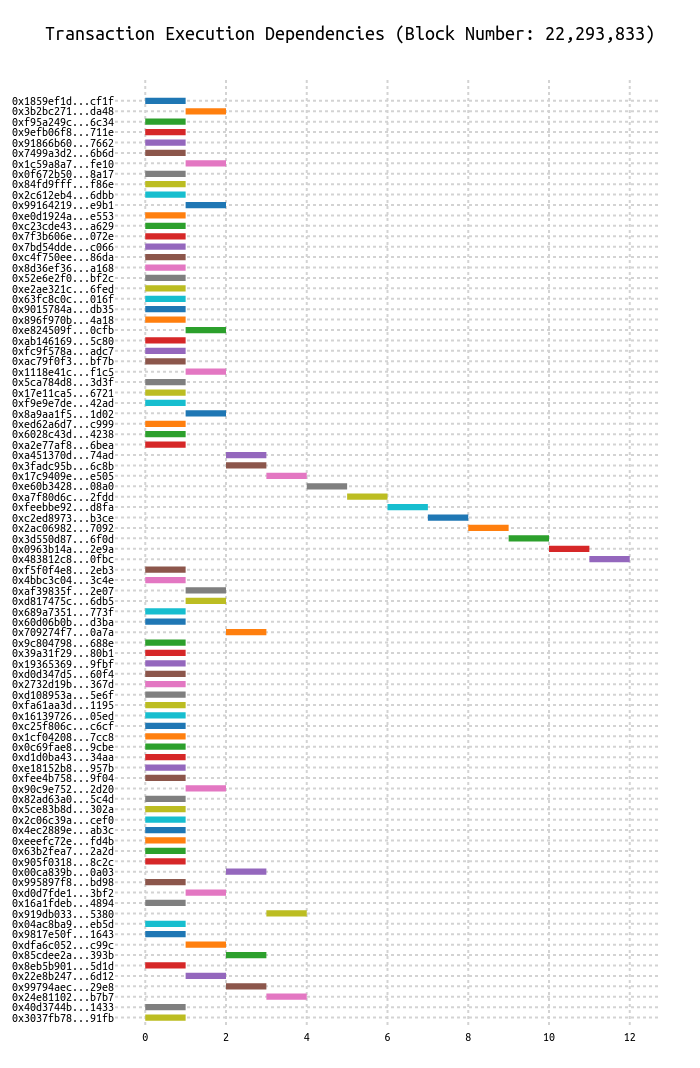 Transaction Execution Dependencies (Block Number: 22,293,833)
0x1859ef1d...cf1f
0x3b2bc271...da48
0xf95a249c...6c34
0x9efb06f8...711e
0x91866b60...7662
0x7499a3d2...6b6d
0x1c59a8a7...fe10
0x0f672b50...8a17
0x84fd9fff...f86e
0x2c612eb4...6dbb
0x99164219...e9b1
0xe0d1924a...e553
0xc23cde43...a629
0x7f3b606e...072e
0x7bd54dde...c066
0xc4f750ee...86da
0x8d36ef36...a168
0x52e6e2f0...bf2c
0xe2ae321c...6fed
0x63fc8c0c...016f
0x9015784a...db35
0x896f970b...4a18
0xe824509f...0cfb
0xab146169...5c80
0xfc9f578a...adc7
0xac79f0f3...bf7b
0x1118e41c...f1c5
0x5ca784d8...3d3f
0x17e11ca5...6721
0xf9e9e7de...42ad
0x8a9aa1f5...1d02
0xed62a6d7...c999
0x6028c43d...4238
0xa2e77af8...6bea
0xa451370d...74ad
0x3fadc95b...6c8b
0x17c9409e...e505
0xe60b3428...08a0
0xa7f80d6c...2fdd
0xfeebbe92...d8fa
0xc2ed8973...b3ce
0x2ac06982...7092
0x3d550d87...6f0d
0x0963b14a...2e9a
0x483812c8...0fbc
0xf5f0f4e8...2eb3
0x4bbc3c04...3c4e
0xaf39835f...2e07
0xd817475c...6db5
0x689a7351...773f
0x60d06b0b...d3ba
0x709274f7...0a7a
0x9c804798...688e
0x39a31f29...80b1
0x19365369...9fbf
0xd0d347d5...60f4
0x2732d19b...367d
0xd108953a...5e6f
0xfa61aa3d...1195
0x16139726...05ed
0xc25f806c...c6cf
0x1cf04208...7cc8
0x0c69fae8...9cbe
0xd1d0ba43...34aa
0xe18152b8...957b
0xfee4b758...9f04
0x90c9e752...2d20
0x82ad63a0...5c4d
0x5ce83b8d...302a
0x2c06c39a...cef0
0x4ec2889e...ab3c
0xeeefc72e...fd4b
0x63b2fea7...2a2d
0x905f0318...8c2c
0x00ca839b...0a03
0x995897f8...bd98
0xd0d7fde1...3bf2
0x16a1fdeb...4894
0x919db033...5380
0x04ac8ba9...eb5d
0x9817e50f...1643
0xdfa6c052...c99c
0x85cdee2a...393b
0x8eb5b901...5d1d
0x22e8b247...6d12
0x99794aec...29e8
0x24e81102...b7b7
0x40d3744b...1433
0x3037fb78...91fb
0 2 4 6 8 10 12